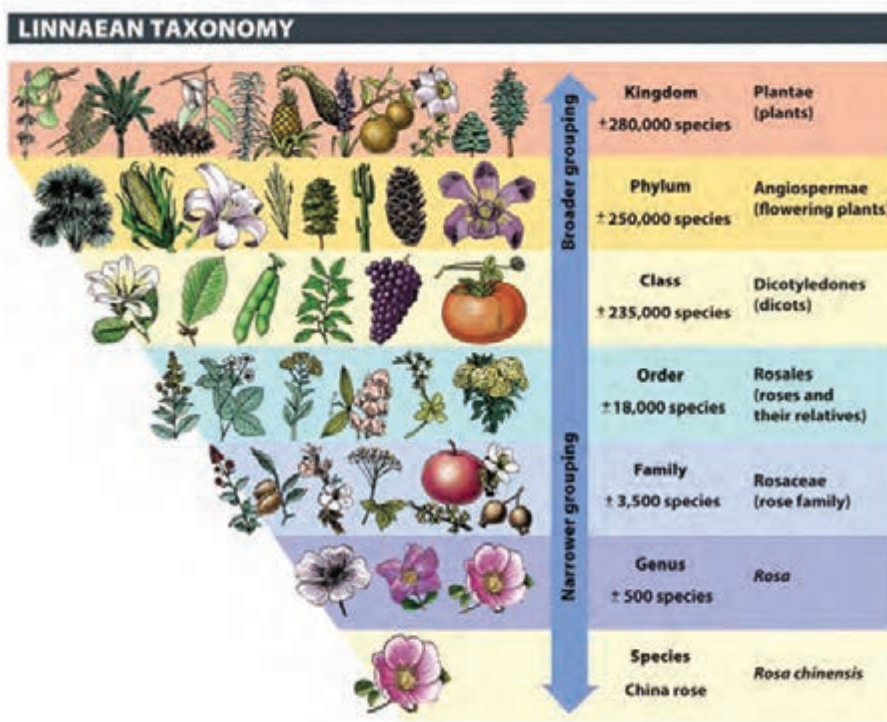 LINNAEAN TAXONOMY
Broader grouping
Narrower grouping
Kingdom
±280,000 species
Plantae
(plants)
Phylum
±250,000 species
Angiospermae
(flowering plants)
Class
±235,000 species
Dicotyledones
(dicots)
Order
±18,000 species
Rosales
(roses and
their relatives)
Family
± 3,500 species
Rosaceae
(rose family)
Genus
± 500 species
Rosa
Species
China rose
Rosa chinensis